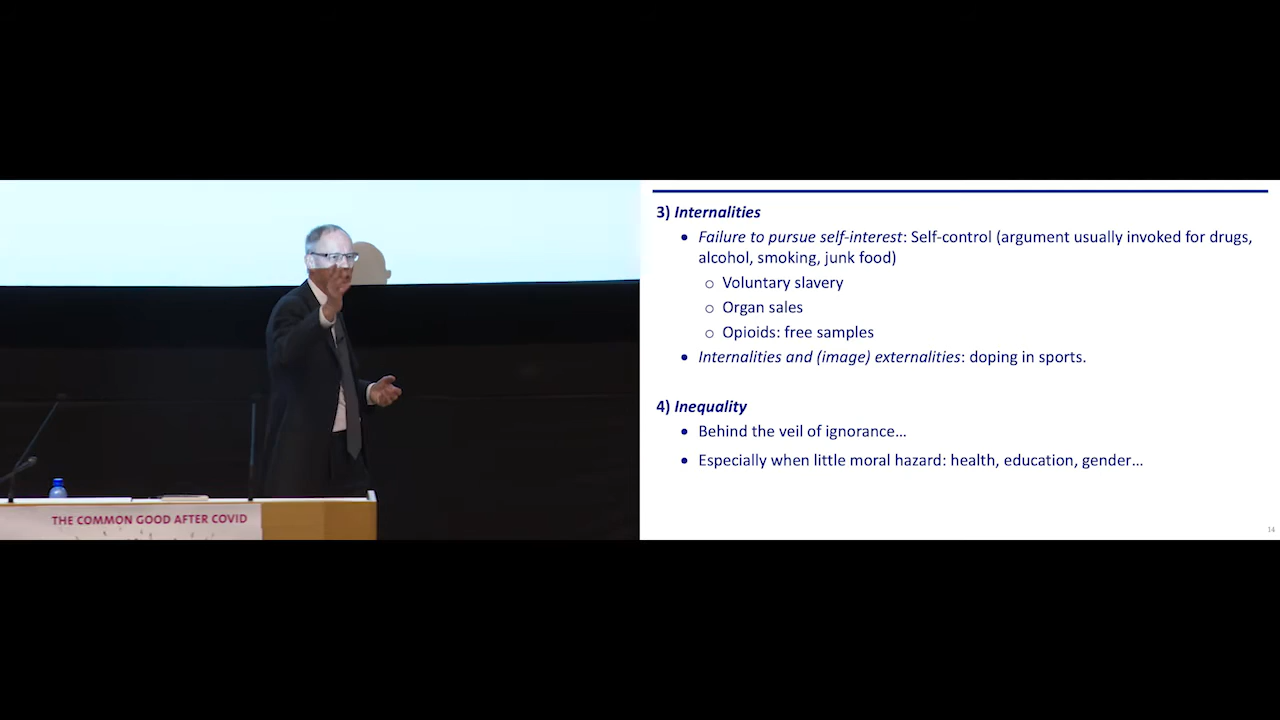 3) Internalities
• Failure to pursue self-interest: Self-control (argument usually invoked for drugs,
alcohol, smoking, junk food)
o Voluntary slavery
o Organ sales
o Opioids: free samples
• Internalities and (image) externalities: doping in sports.
4) Inequality
• Behind the veil of ignorance…
• Especially when little moral hazard: health, education, gender…
14
THE COMMON GOOD AFTER COVID